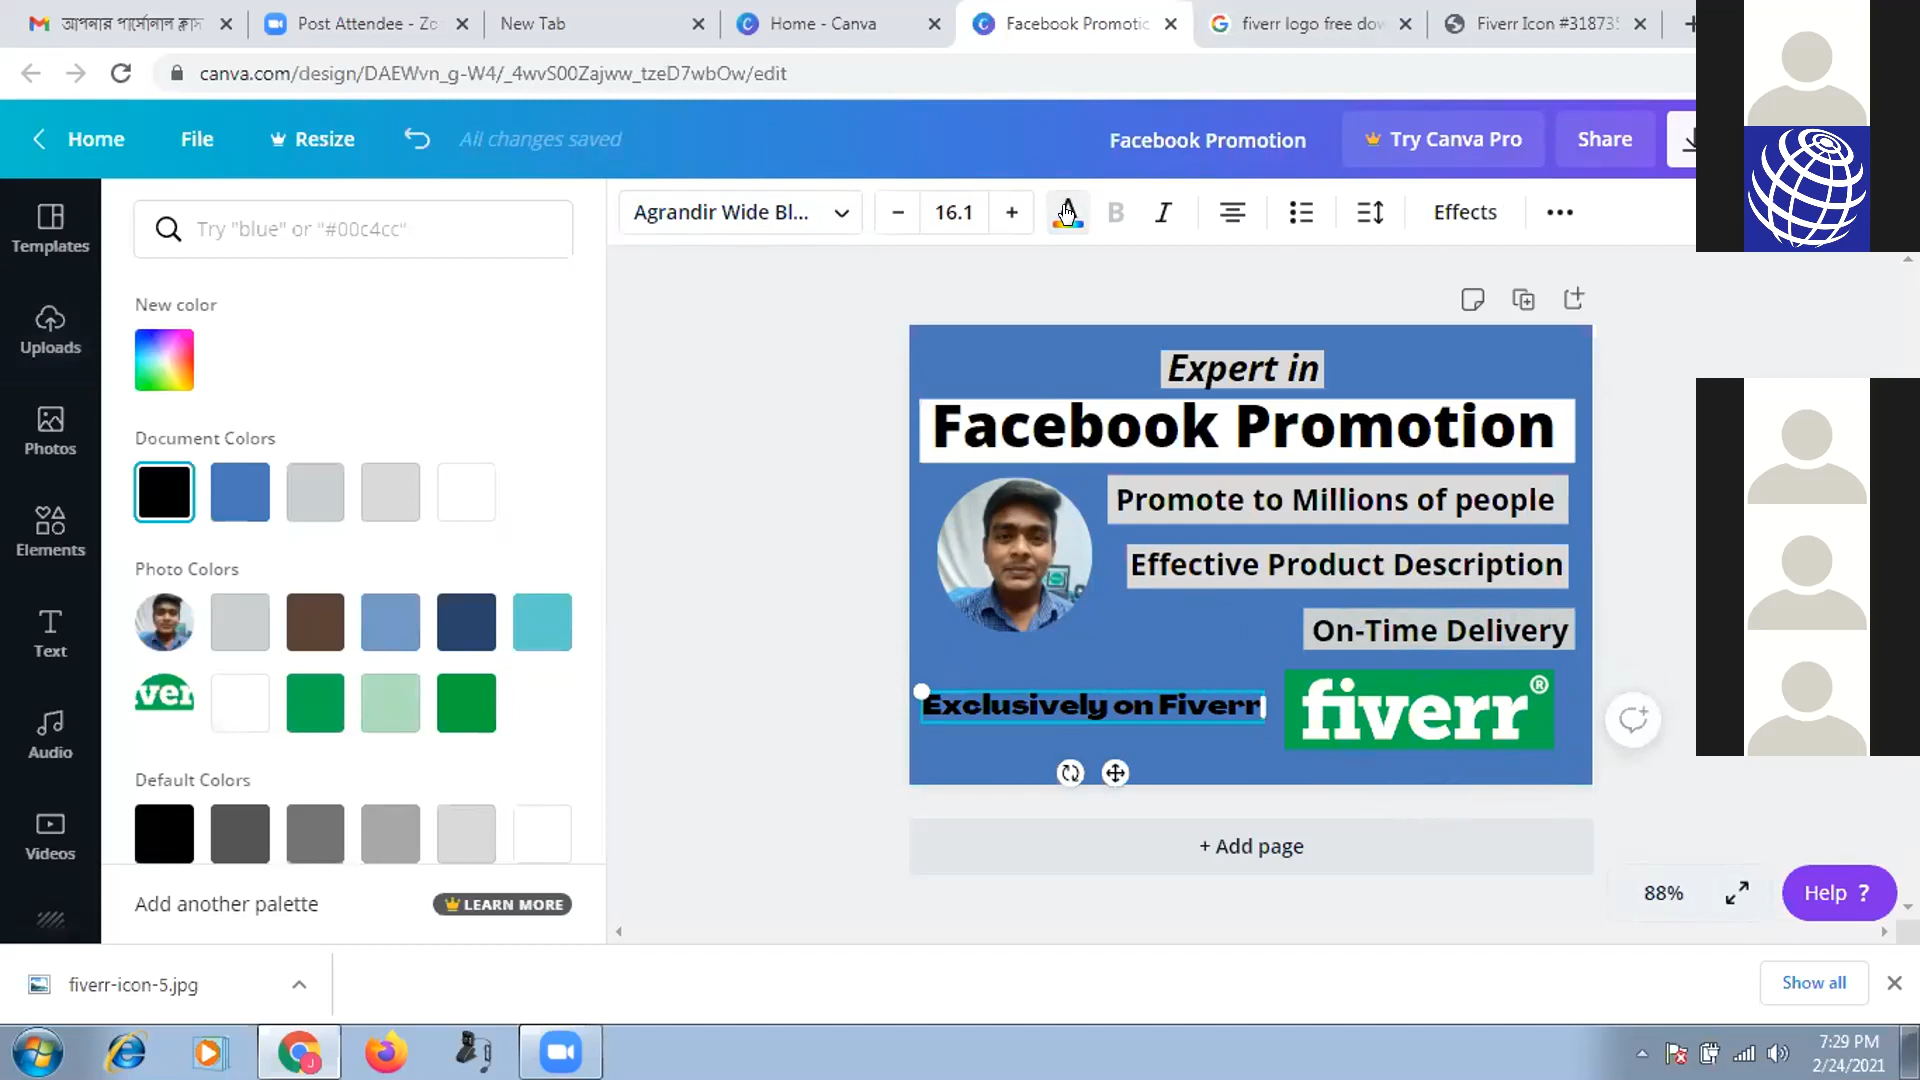 আপনার পার্সোনাল ক্লাস
Post Attendee - Zo
New Tab
Home - Canva
Facebook Promotic
fiverr logo free dow
Fiverr Icon #318735
canva.com/design/DAEWvn_g-W4/_4wvS00Zajww_tzeD7wbOw/edit
Home
File
Resize
All changes saved
Facebook Promotion
Try Canva Pro
Share
Templates
Uploads
Photos
Elements
Text
Audio
Videos
Try "blue" or "#00c4cc"
New color
Document Colors
Photo Colors
iver
Default Colors
Add another palette
LEARN MORE
Agrandir Wide Bl...
16.1
A
B
I
Effects
Expert in
Facebook Promotion
Promote to Millions of people
Effective Product Description
On-Time Delivery
Exclusively on Fiverr
fiverr®
+ Add page
88%
Help ?
fiverr-icon-5.jpg
Show all
7:29 PM
2/24/2021